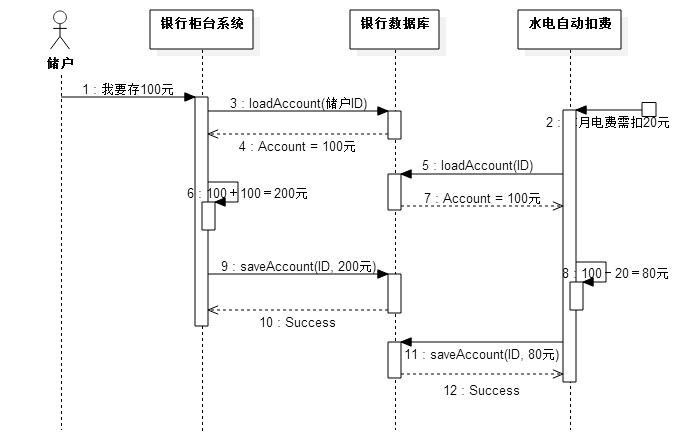 银行柜台系统
银行数据库
水电自动扣费
储户
1 : 我要存100元
3 : loadAccount(储户ID)
2 : 月电费需扣20元
4 : Account = 100元
5 : loadAccount(ID)
6 : 100＋100＝200元
7 : Account = 100元
9 : saveAccount(ID, 200元)
8 : 100－20＝80元
10 : Success
11 : saveAccount(ID, 80元)
12 : Success